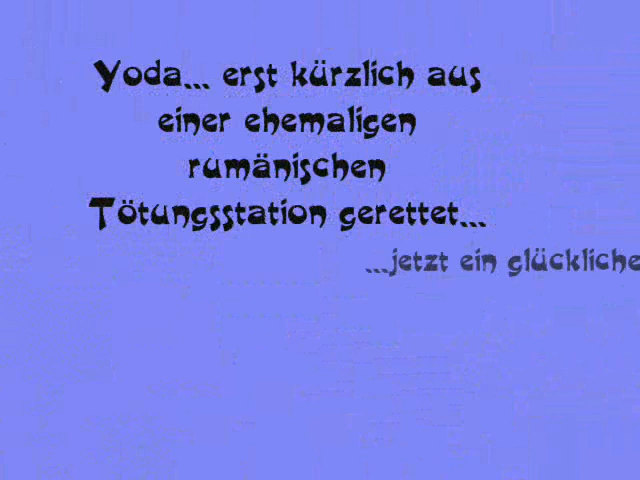 Yoda... erst kürzlich aus
einer ehemaligen
rumänischen
Tötungsstation gerettet...
...jetzt ein glückliche